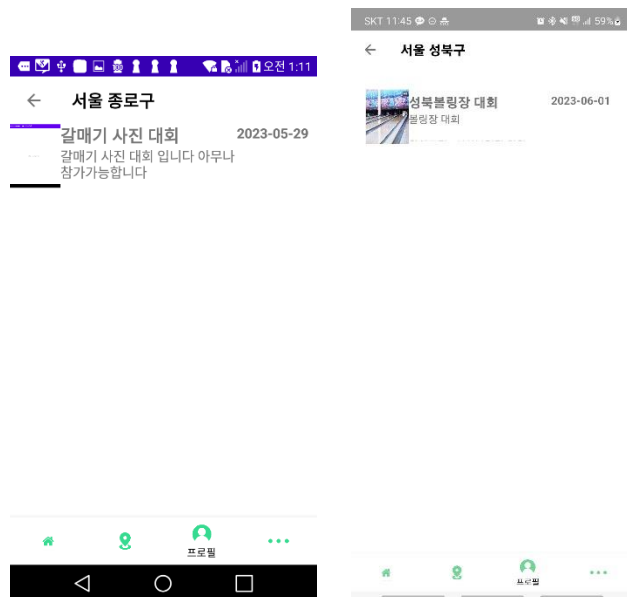 오전 1:11
서울 종로구
갈매기 사진 대회 2023-05-29
갈매기 사진 대회 입니다 아무나
참가가능합니다
프로필
SKT 11:45 59%
서울 성북구
성북볼링장 대회 2023-06-01
볼링장 대회
프로필